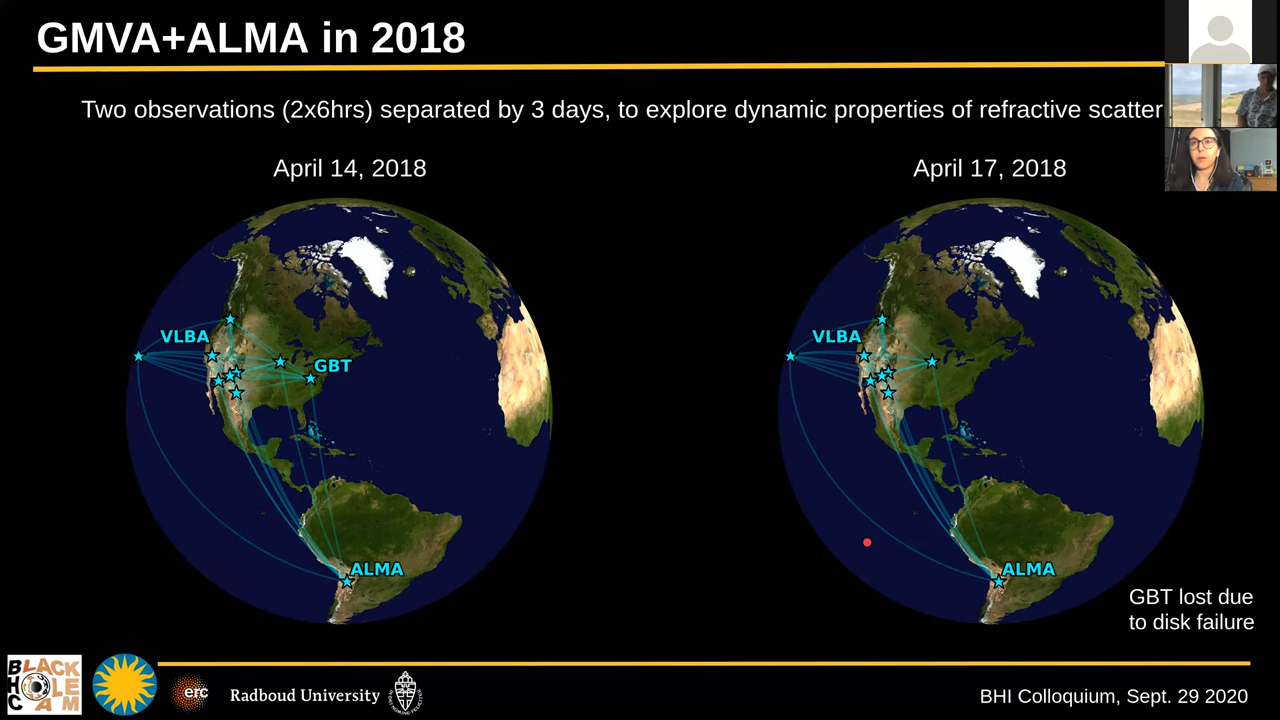 GMVA+ALMA in 2018
Two observations (2x6hrs) separated by 3 days, to explore dynamic properties of refractive scatter
April 14, 2018
April 17, 2018
VLBA
GBT
ALMA
VLBA
ALMA
GBT lost due
to disk failure
BLACK
HOLE
CAM
erc
Radboud University
BHI Colloquium, Sept. 29 2020